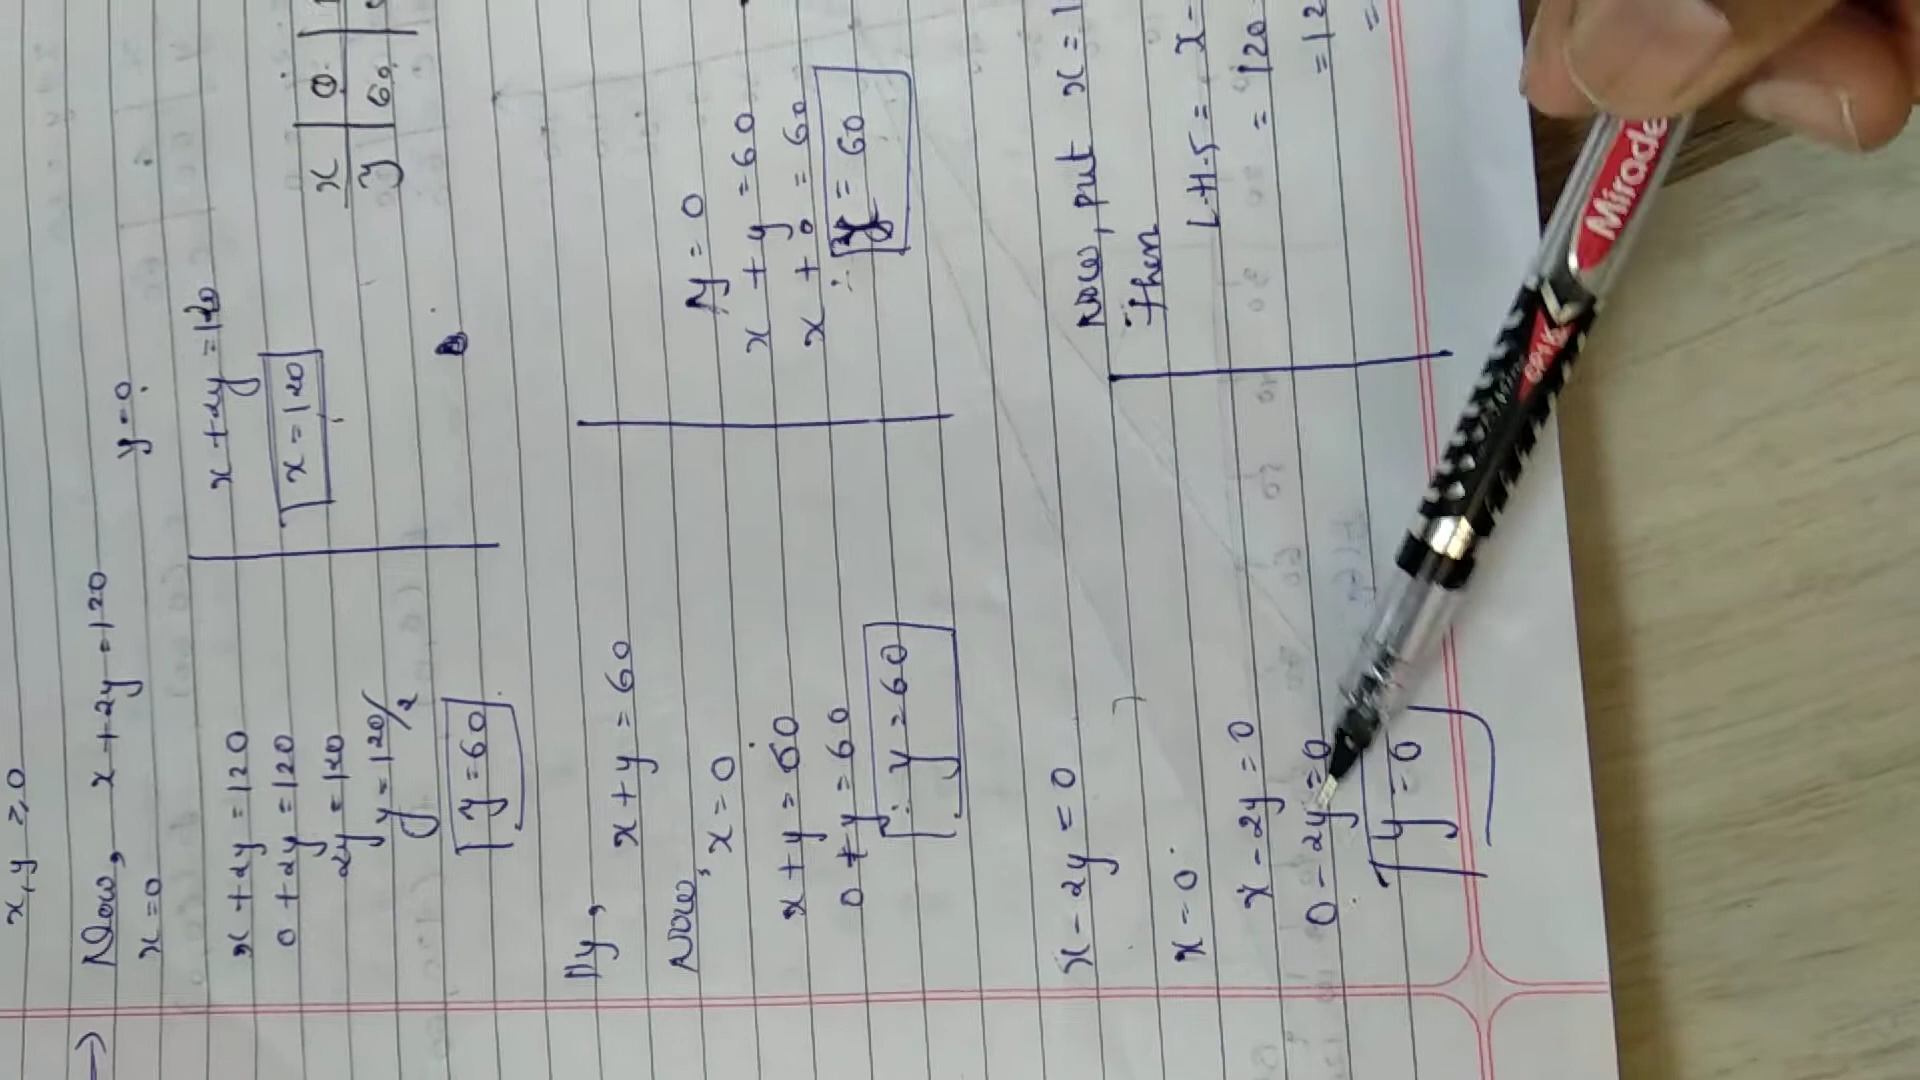 x, y ≥, 0
→ Now, x + 2y = 120
x = 0
y = 0
x + 2y = 120
0 + 2y = 120
2y = 120
y = 120/2
y = 60
x + 2y = 120
x = 120
x | 0
y | 60
lly, x + y = 60
Now, x = 0
x + y = 60
0 + y = 60
∴ y = 60
y = 0
x + y = 60
x + 0 = 60
∴ = 60
x - 2y = 0
x = 0
x - 2y = 0
0 - 2y = 0
y = 0
Now, put x = 1
Then
L.H.S = x -
= 120
= 12
=
Miracle